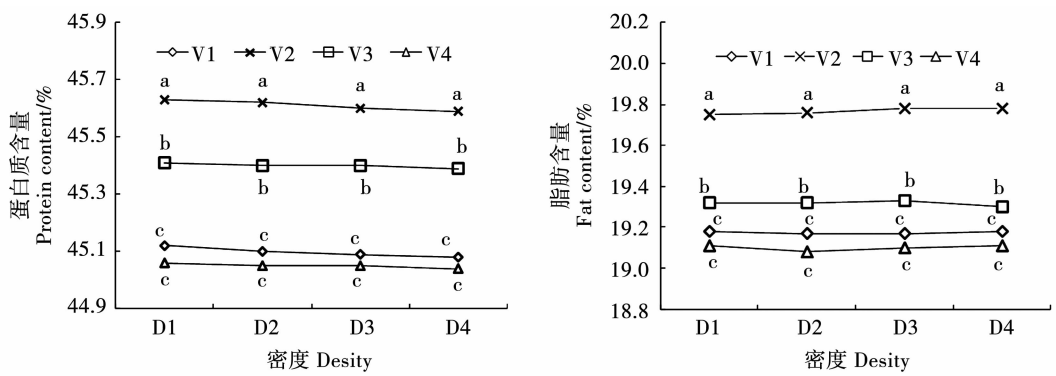 蛋白质含量
Protein content/%
45.9
45.7
45.5
45.3
45.1
44.9
V1 V2 V3 V4
a a a a
b b b b
c c c c
c c c c
D1 D2 D3 D4
密度 Desity
脂肪含量
Fat content/%
20.2
20.0
19.8
19.6
19.4
19.2
19.0
18.8
V1 V2 V3 V4
a a a a
b b b b
c c c c
c c c c
D1 D2 D3 D4
密度 Desity